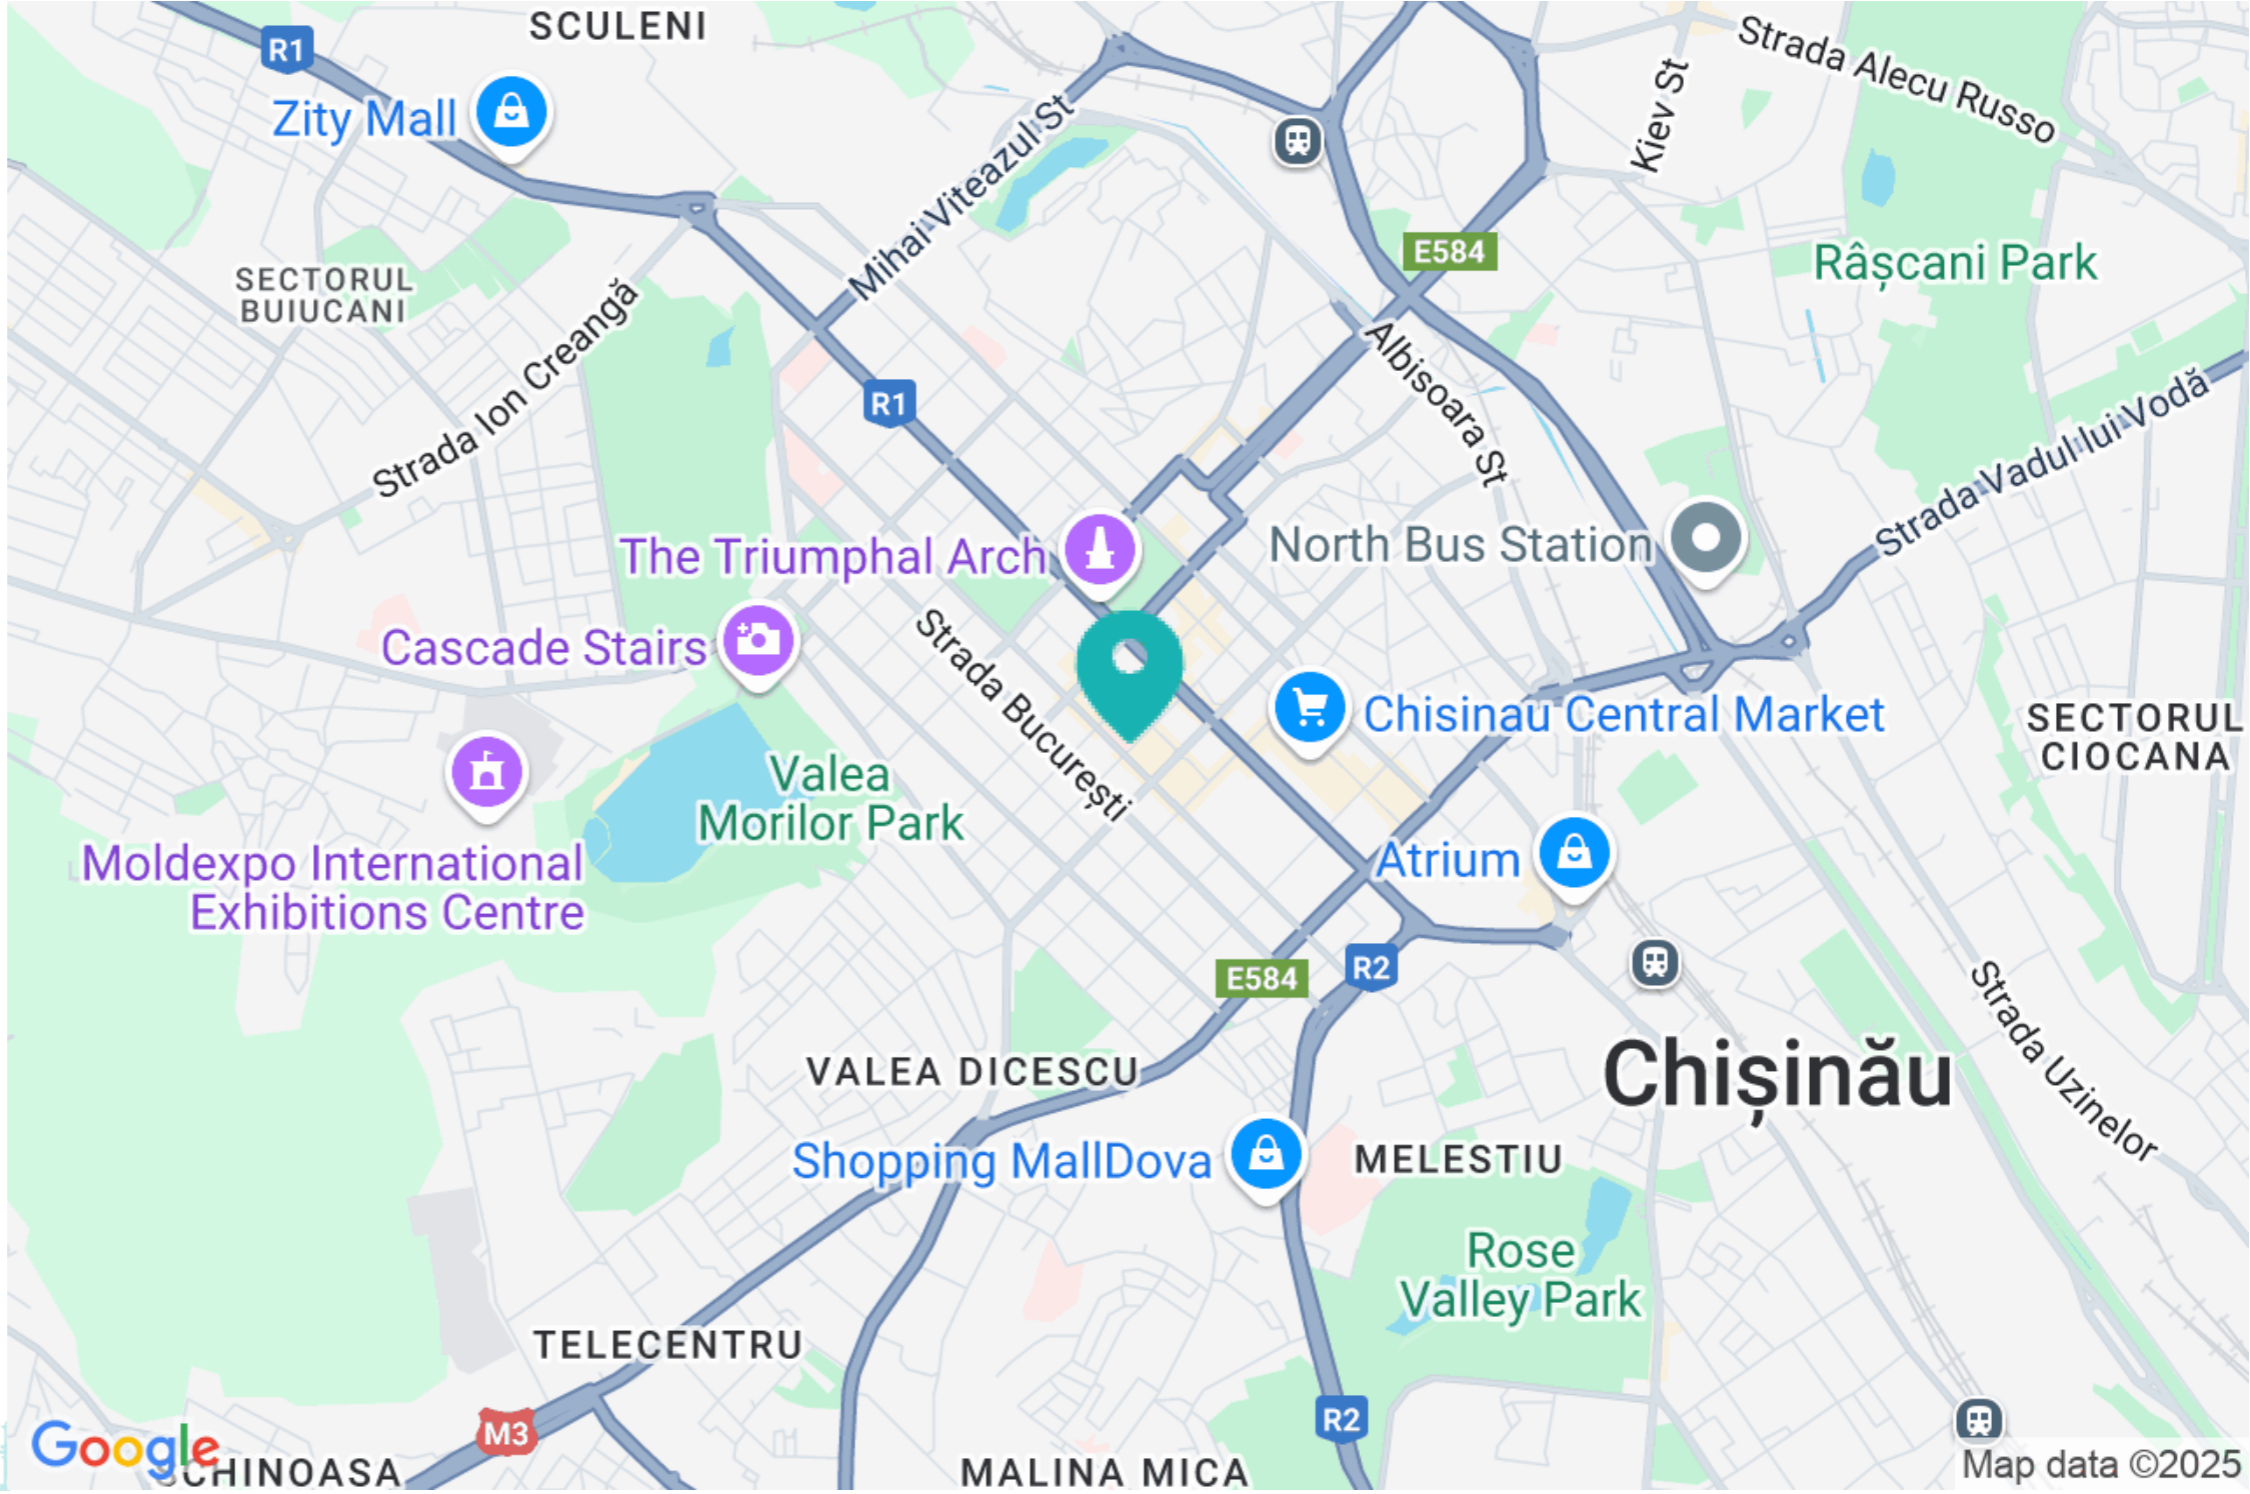 SCULENI
R1
Zity Mall
Strada Alecu Russo
Kiev St
Mihai Viteazul St
E584
Râșcani Park
SECTORUL
BUIUCANI
Strada Ion Creangă
R1
Albisoara St
Strada Vadul lui Vodă
The Triumphal Arch
North Bus Station
Cascade Stairs
Strada București
Chisinau Central Market
SECTORUL
CIOCANA
Valea
Morilor Park
Moldexpo International
Exhibitions Centre
Atrium
E584
R2
Strada Uzinelor
VALEA DICESCU
Chișinău
Shopping MallDova
MELESTIU
Rose
Valley Park
TELECENTRU
M3
R2
Google
SCHINOASA
MALINA MICA
Map data ©2025